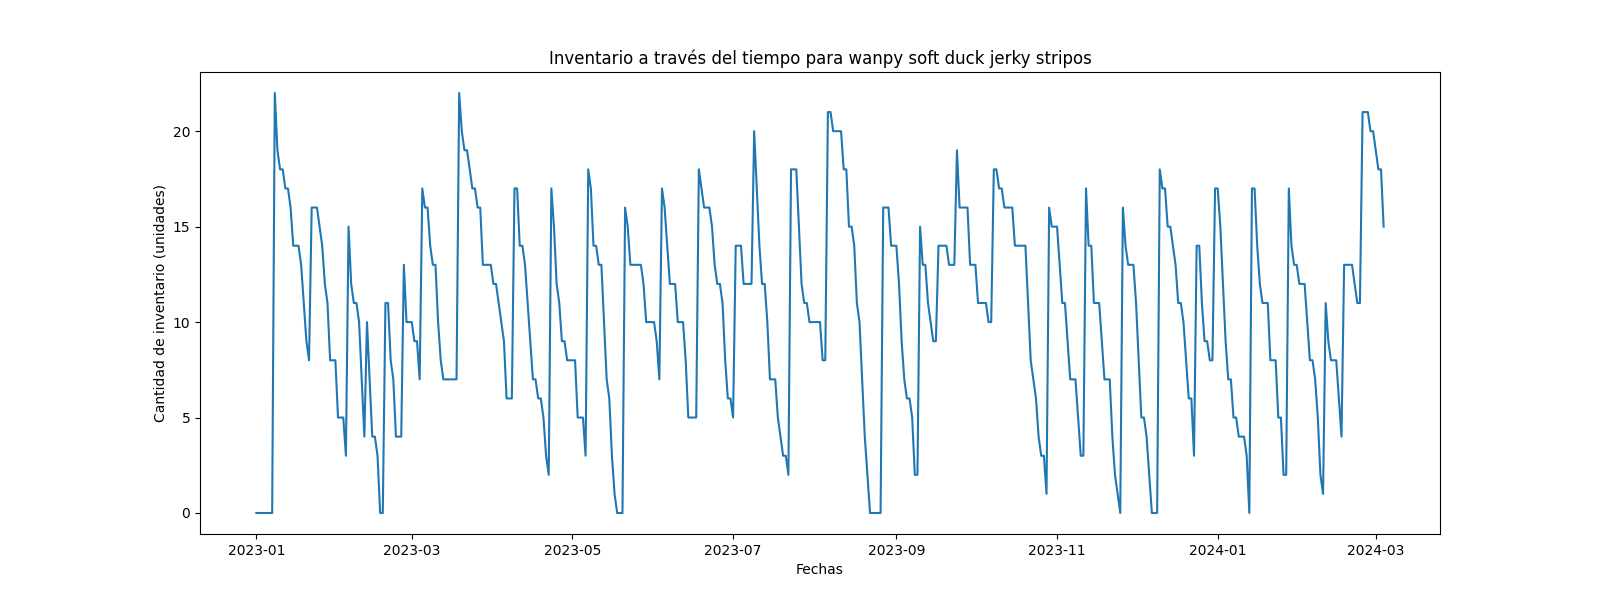 Inventario a través del tiempo para wanpy soft duck jerky stripos
Cantidad de inventario (unidades)
20
15
10
5
0
2023-01 2023-03 2023-05 2023-07 2023-09 2023-11 2024-01 2024-03
Fechas